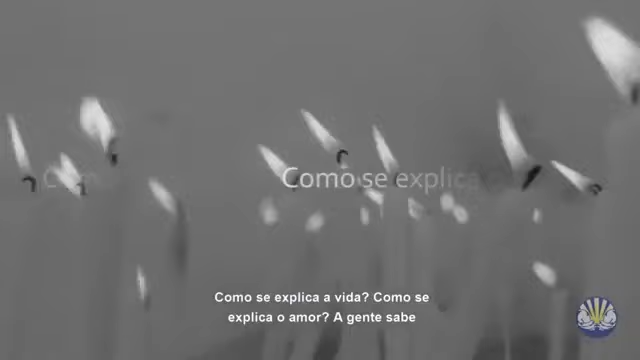 Como se explica
Como se explica a vida? Como se
explica o amor? A gente sabe